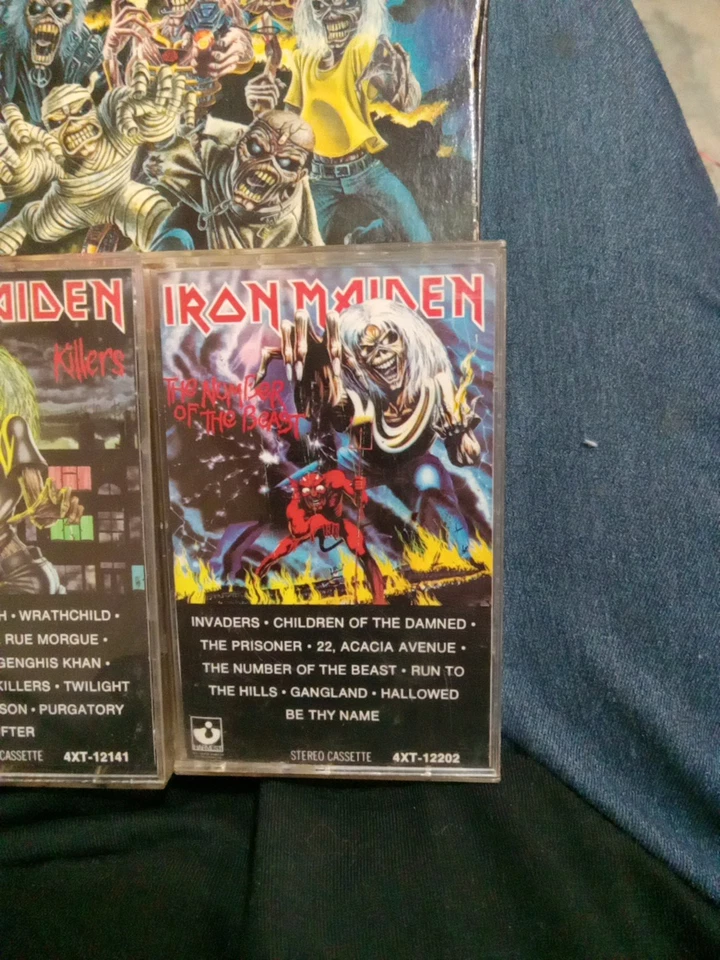 AIDEN
Killers
H • WRATHCHILD •
RUE MORGUE •
GENGHIS KHAN •
KILLERS • TWILIGHT
SON • PURGATORY
FTER
CASSETTE 4XT-12141
IRON MAIDEN
THE NUMBER
OF THE BEAST
INVADERS • CHILDREN OF THE DAMNED •
THE PRISONER • 22, ACACIA AVENUE •
THE NUMBER OF THE BEAST • RUN TO
THE HILLS • GANGLAND • HALLOWED
BE THY NAME
HARVEST
STEREO CASSETTE 4XT-12202